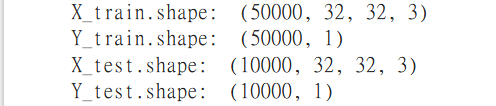 X_train.shape: (50000, 32, 32, 3)
Y_train.shape: (50000, 1)
X_test.shape: (10000, 32, 32, 3)
Y_test.shape: (10000, 1)